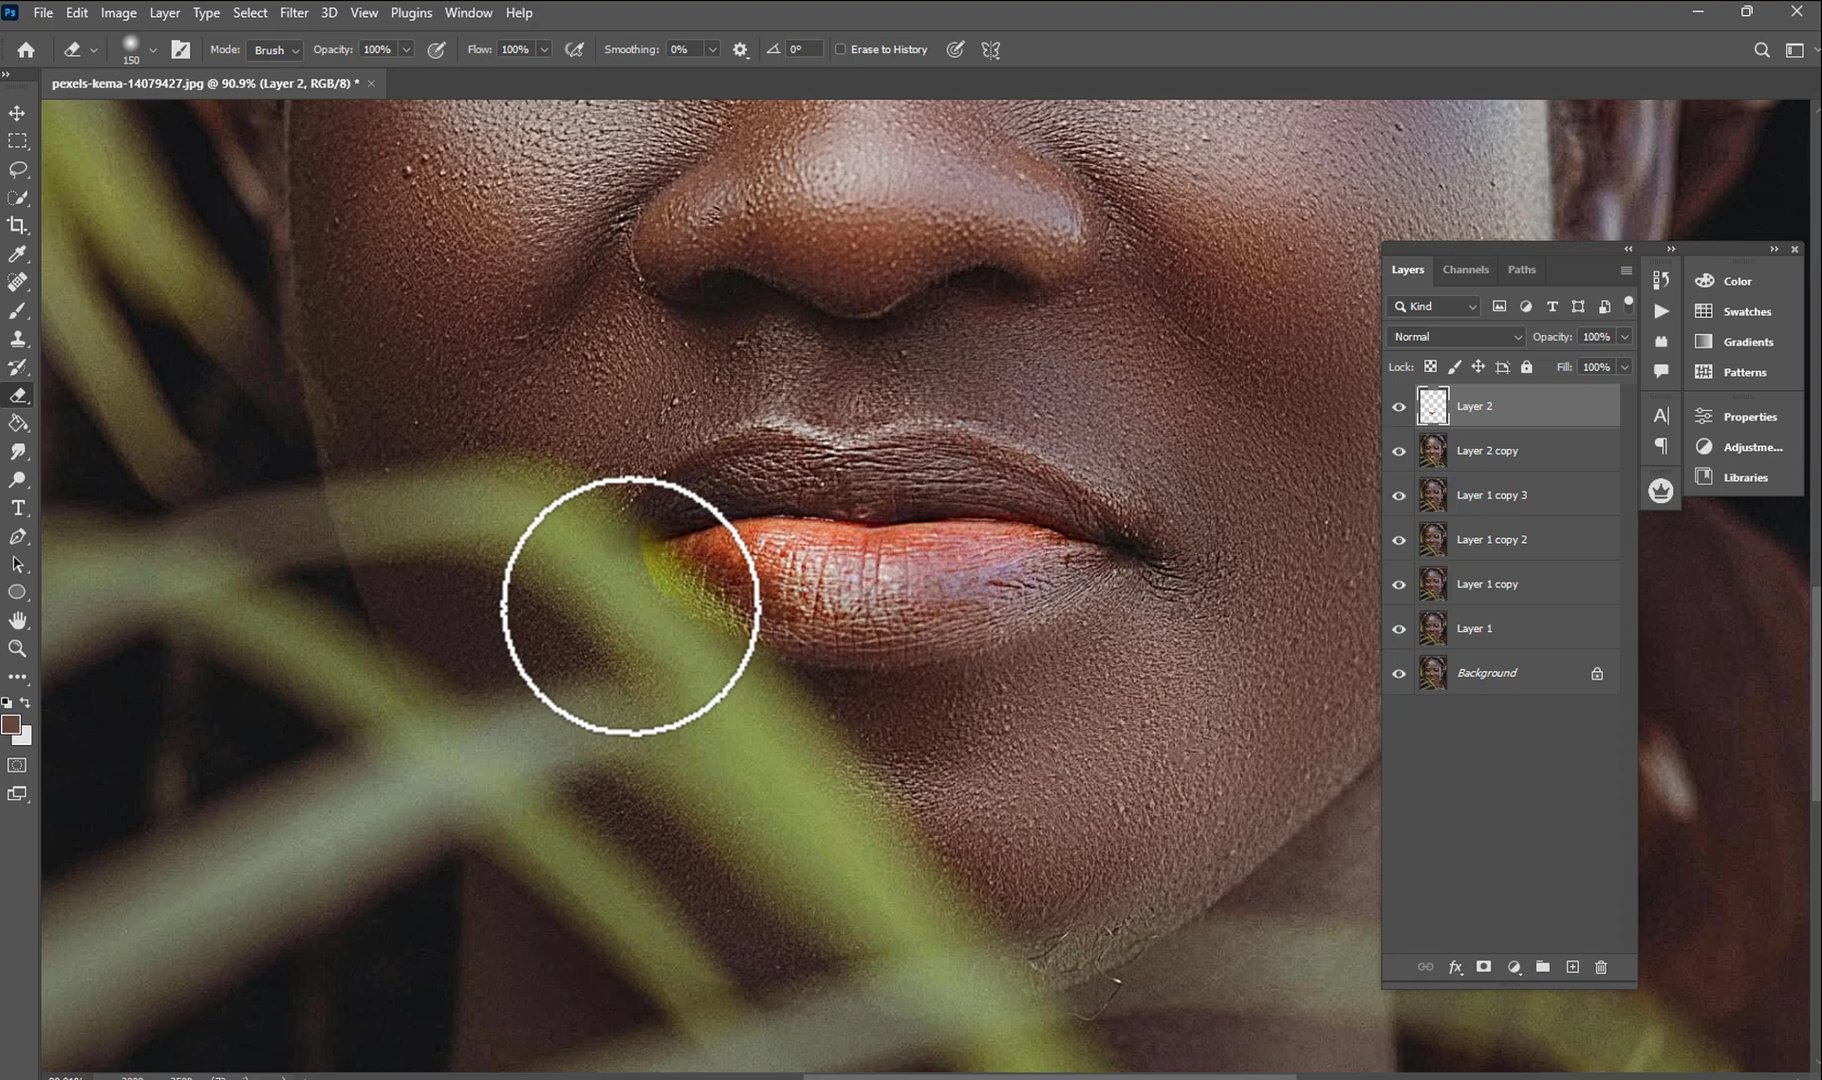 Ps File Edit Image Layer Type Select Filter 3D View Plugins Window Help
150 Mode: Brush Opacity: 100% Flow: 100% Smoothing: 0% 0° Erase to History
pexels-kema-14079427.jpg @ 90.9% (Layer 2, RGB/8) *
Layers Channels Paths
Kind
Normal Opacity: 100%
Lock: Fill: 100%
Layer 2
Layer 2 copy
Layer 1 copy 3
Layer 1 copy 2
Layer 1 copy
Layer 1
Background
fx
Color
Swatches
Gradients
Patterns
Properties
Adjustme...
Libraries